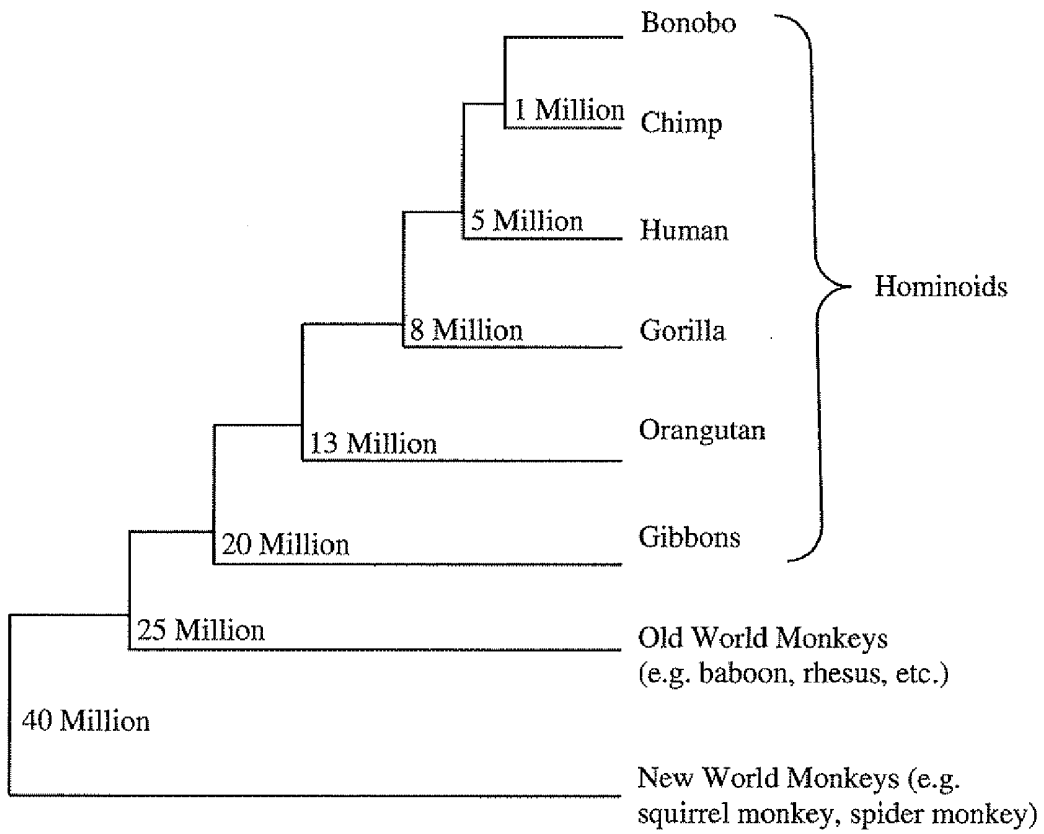 Bonobo
1 Million
Chimp
5 Million
Human
Hominoids
8 Million
Gorilla
13 Million
Orangutan
20 Million
Gibbons
25 Million
Old World Monkeys
(e.g. baboon, rhesus, etc.)
40 Million
New World Monkeys (e.g.
squirrel monkey, spider monkey)